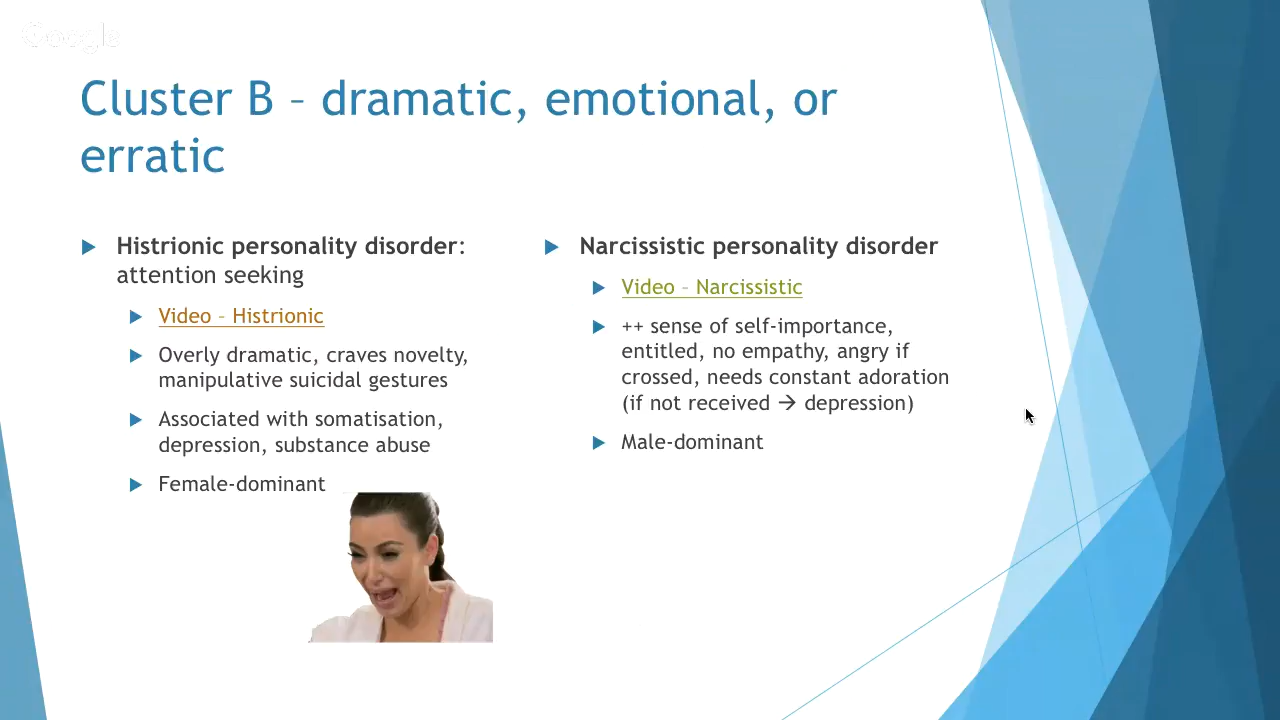 Google
Cluster B – dramatic, emotional, or
erratic
Histrionic personality disorder:
attention seeking
Video – Histrionic
Overly dramatic, craves novelty,
manipulative suicidal gestures
Associated with somatisation,
depression, substance abuse
Female-dominant
Narcissistic personality disorder
Video – Narcissistic
++ sense of self-importance,
entitled, no empathy, angry if
crossed, needs constant adoration
(if not received → depression)
Male-dominant